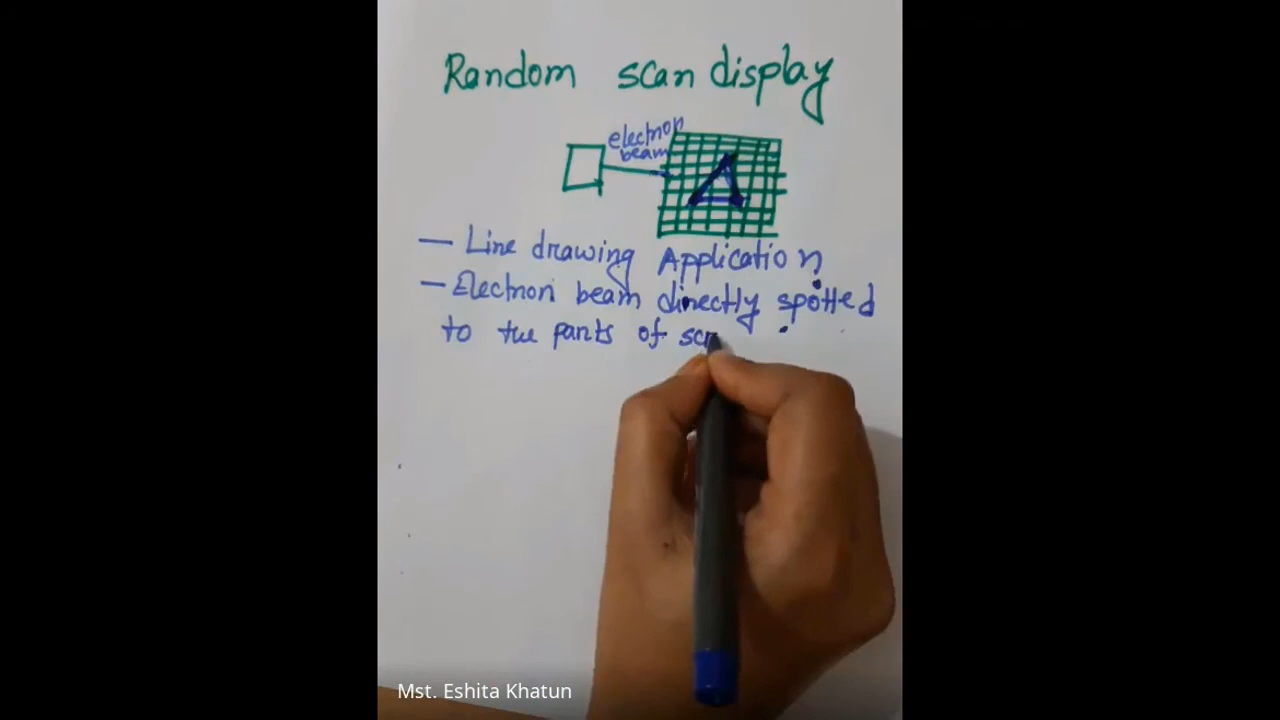 Random scan display
electron
beam
— Line drawing Application
— Electron beam directly spotted
to the parts of sc
Mst. Eshita Khatun